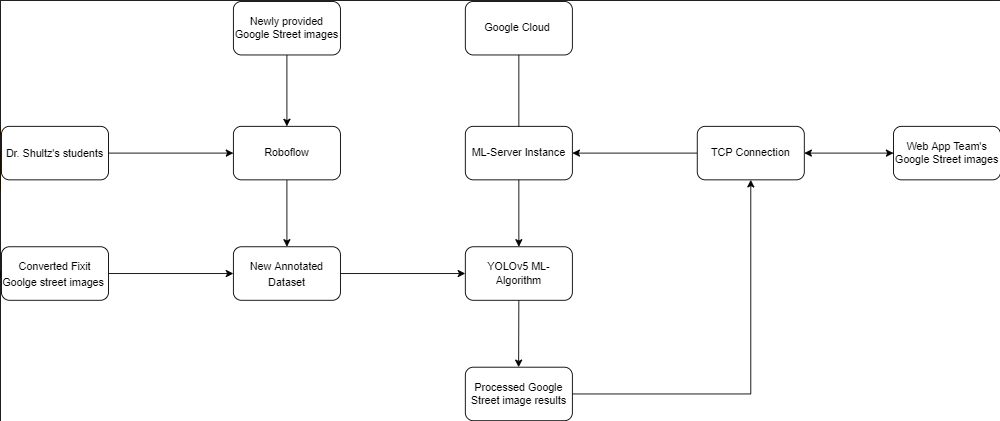 Newly provided
Google Street images
Google Cloud
Dr. Shultz's students
Roboflow
ML-Server Instance
TCP Connection
Web App Team's
Google Street images
Converted Fixit
Goolge street images
New Annotated
Dataset
YOLOv5 ML-
Algorithm
Processed Google
Street image results